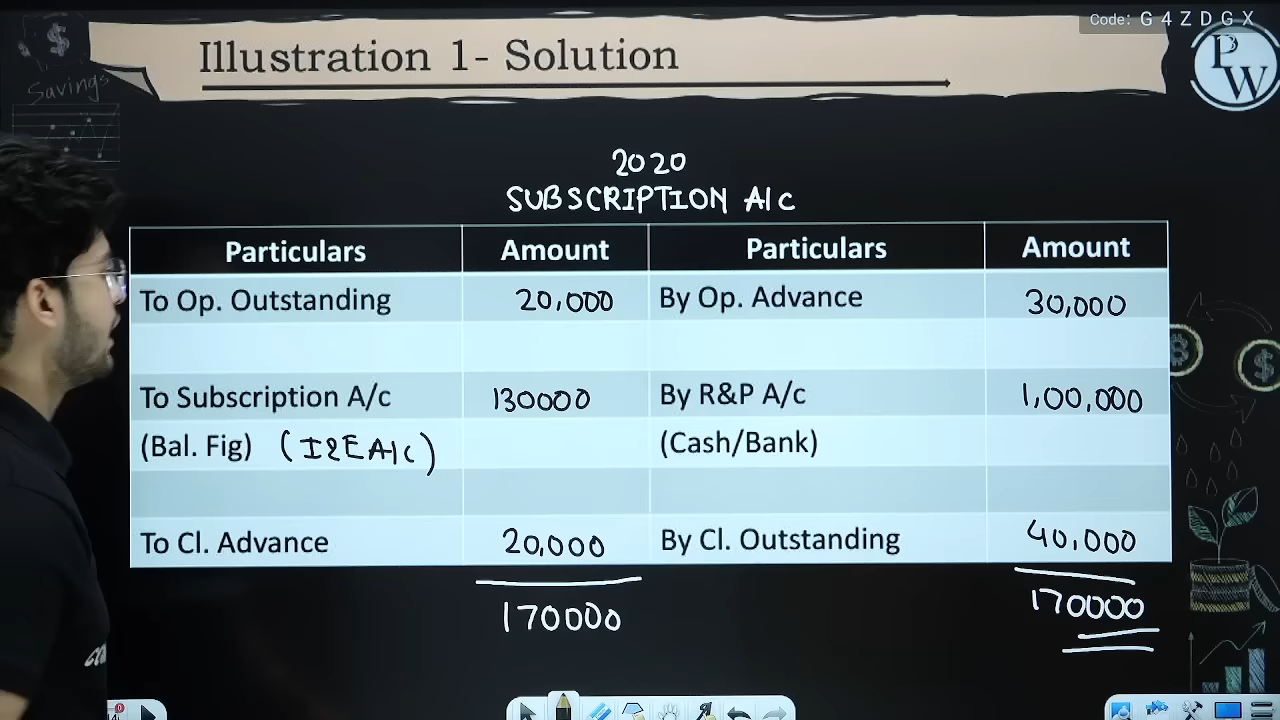 Code: G 4 Z D G X
Illustration 1- Solution
P
W
Savings
2020
SUBSCRIPTION A/c
Particulars Amount Particulars Amount
To Op. Outstanding 20,000 By Op. Advance 30,000
To Subscription A/c 130000 By R&P A/c 1,00,000
(Bal. Fig) (I&E A/c) (Cash/Bank)
To Cl. Advance 20,000 By Cl. Outstanding 40,000
170000 170000